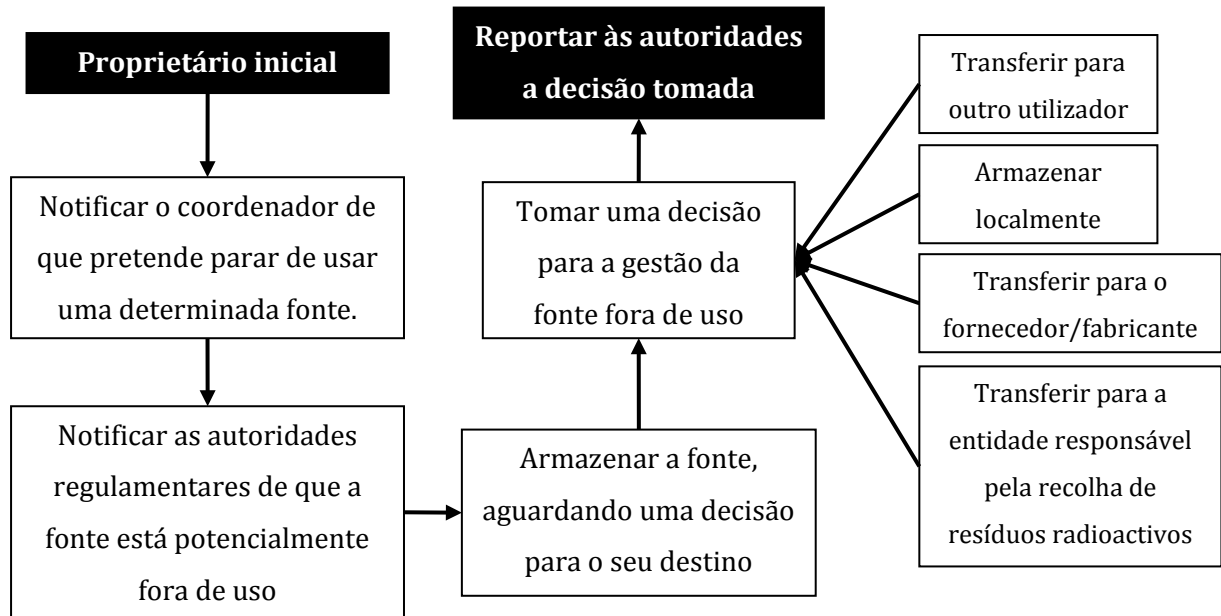 Proprietário inicial
Notificar o coordenador de
que pretende parar de usar
uma determinada fonte.
Notificar as autoridades
regulamentares de que a
fonte está potencialmente
fora de uso
Armazenar a fonte,
aguardando uma decisão
para o seu destino
Tomar uma decisão
para a gestão da
fonte fora de uso
Reportar às autoridades
a decisão tomada
Transferir para
outro utilizador
Armazenar
localmente
Transferir para o
fornecedor/fabricante
Transferir para a
entidade responsável
pela recolha de
resíduos radioactivos